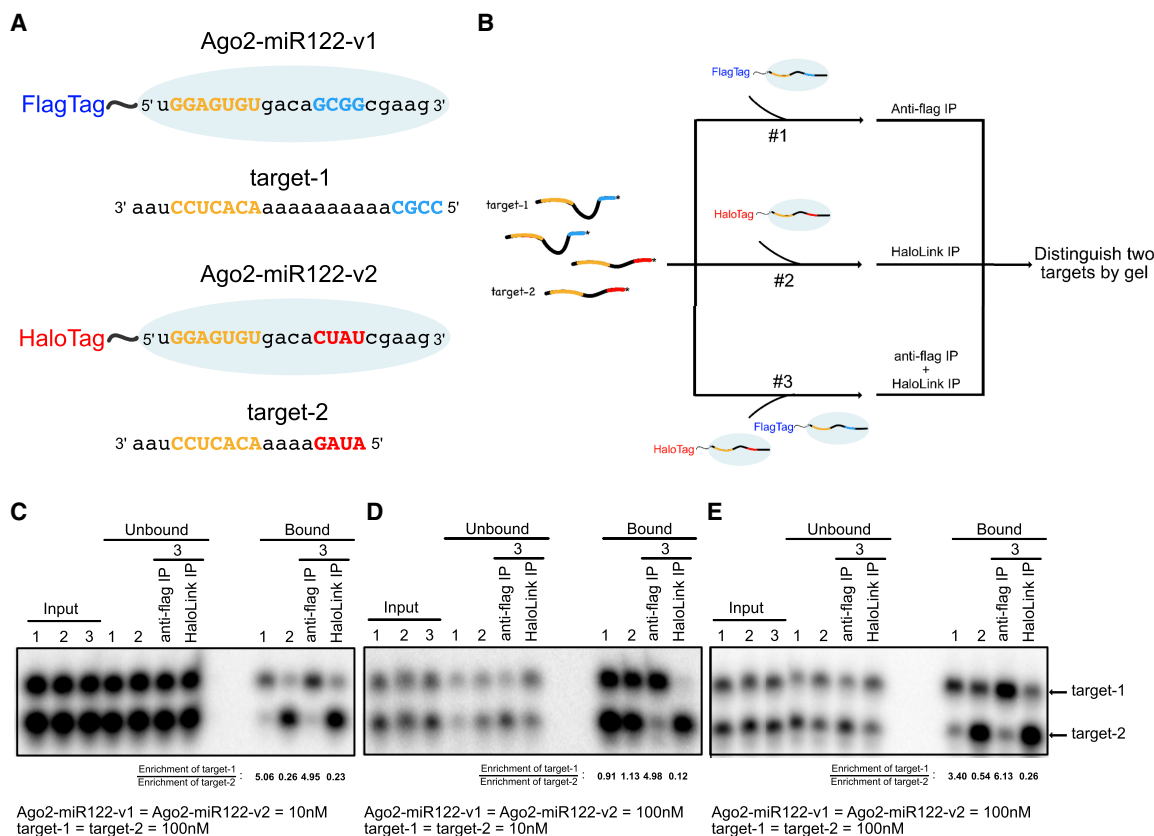 A
Ago2-miR122-v1
FlagTag 5' uGGAGUGUgacaGCGGcgaag 3'
target-1
3' aauCCUCACAaaaaaaaaaaCGCC 5'
Ago2-miR122-v2
HaloTag 5' uGGAGUGUgacaCUAUcgaag 3'
target-2
3' aauCCUCACAaaaaGAUA 5'
B
FlagTag
#1
Anti-flag IP
target-1
*
*
*
target-2
*
HaloTag
#2
HaloLink IP
Distinguish two
targets by gel
anti-flag IP
+
HaloLink IP
#3
FlagTag
HaloTag
C
Unbound
Bound
3
3
anti-flag IP
HaloLink IP
anti-flag IP
HaloLink IP
Input
1 2 3 1 2
1 2
Enrichment of target-1
Enrichment of target-2
: 5.06 0.26 4.95 0.23
Ago2-miR122-v1 = Ago2-miR122-v2 = 10nM
target-1 = target-2 = 100nM
D
Unbound
Bound
3
3
anti-flag IP
HaloLink IP
anti-flag IP
HaloLink IP
Input
1 2 3 1 2
1 2
Enrichment of target-1
Enrichment of target-2
: 0.91 1.13 4.98 0.12
Ago2-miR122-v1 = Ago2-miR122-v2 = 100nM
target-1 = target-2 = 10nM
E
Unbound
Bound
3
3
anti-flag IP
HaloLink IP
anti-flag IP
HaloLink IP
Input
1 2 3 1 2
1 2
target-1
target-2
Enrichment of target-1
Enrichment of target-2
: 3.40 0.54 6.13 0.26
Ago2-miR122-v1 = Ago2-miR122-v2 = 100nM
target-1 = target-2 = 100nM